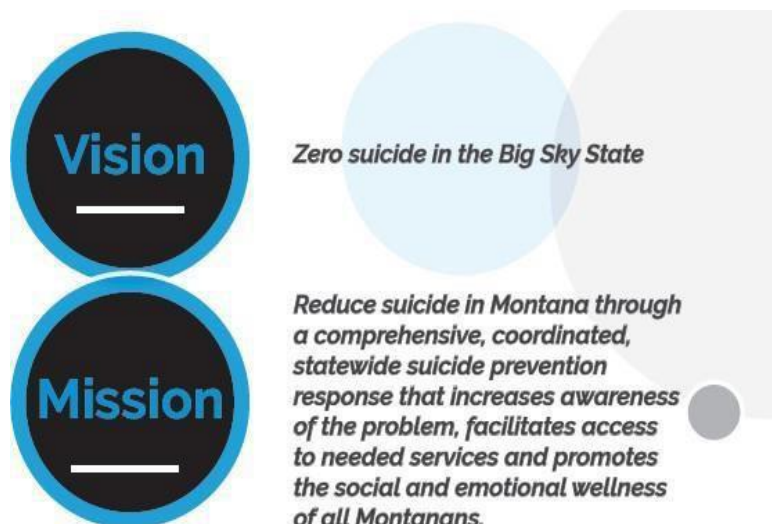 Vision
Zero suicide in the Big Sky State
Mission
Reduce suicide in Montana through
a comprehensive, coordinated,
statewide suicide prevention
response that increases awareness
of the problem, facilitates access
to needed services and promotes
the social and emotional wellness
of all Montanans.